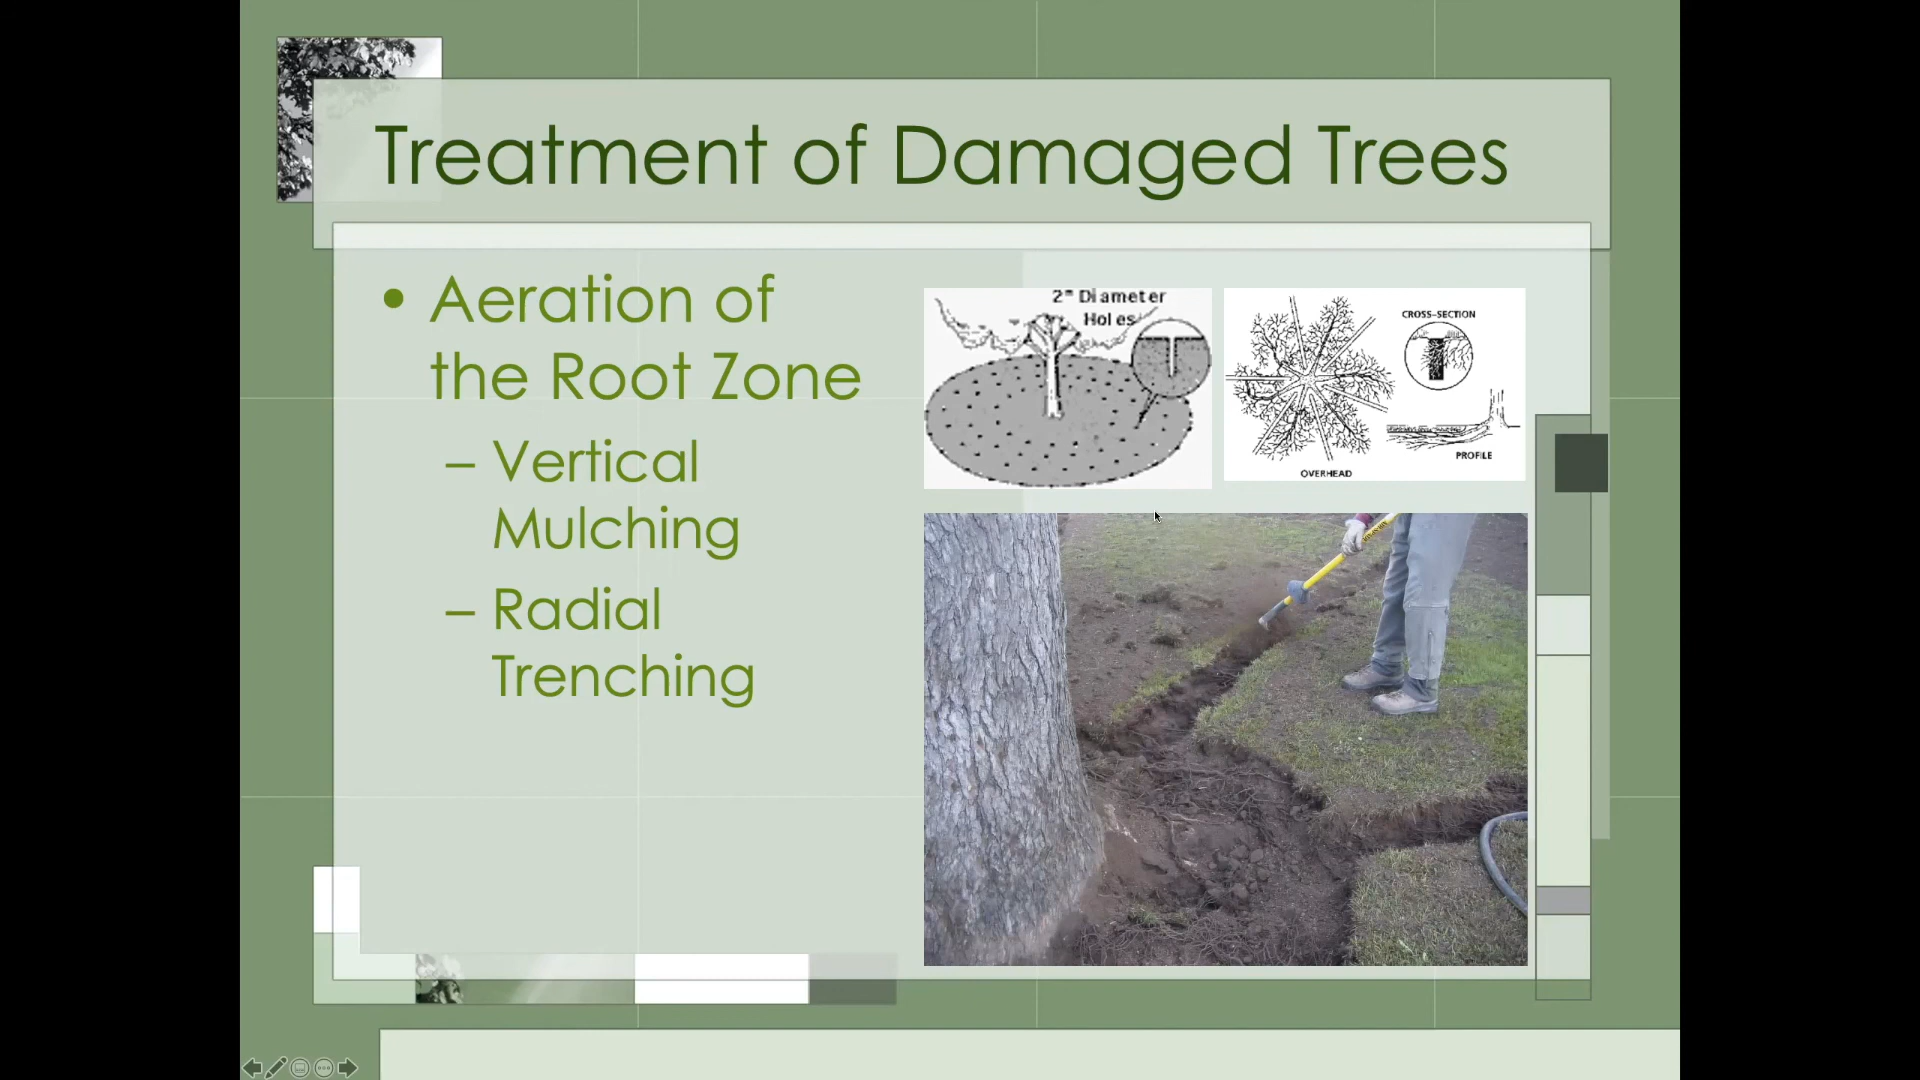 Treatment of Damaged Trees
• Aeration of
the Root Zone
– Vertical
Mulching
– Radial
Trenching
2" Diameter
Holes
CROSS-SECTION
PROFILE
OVERHEAD